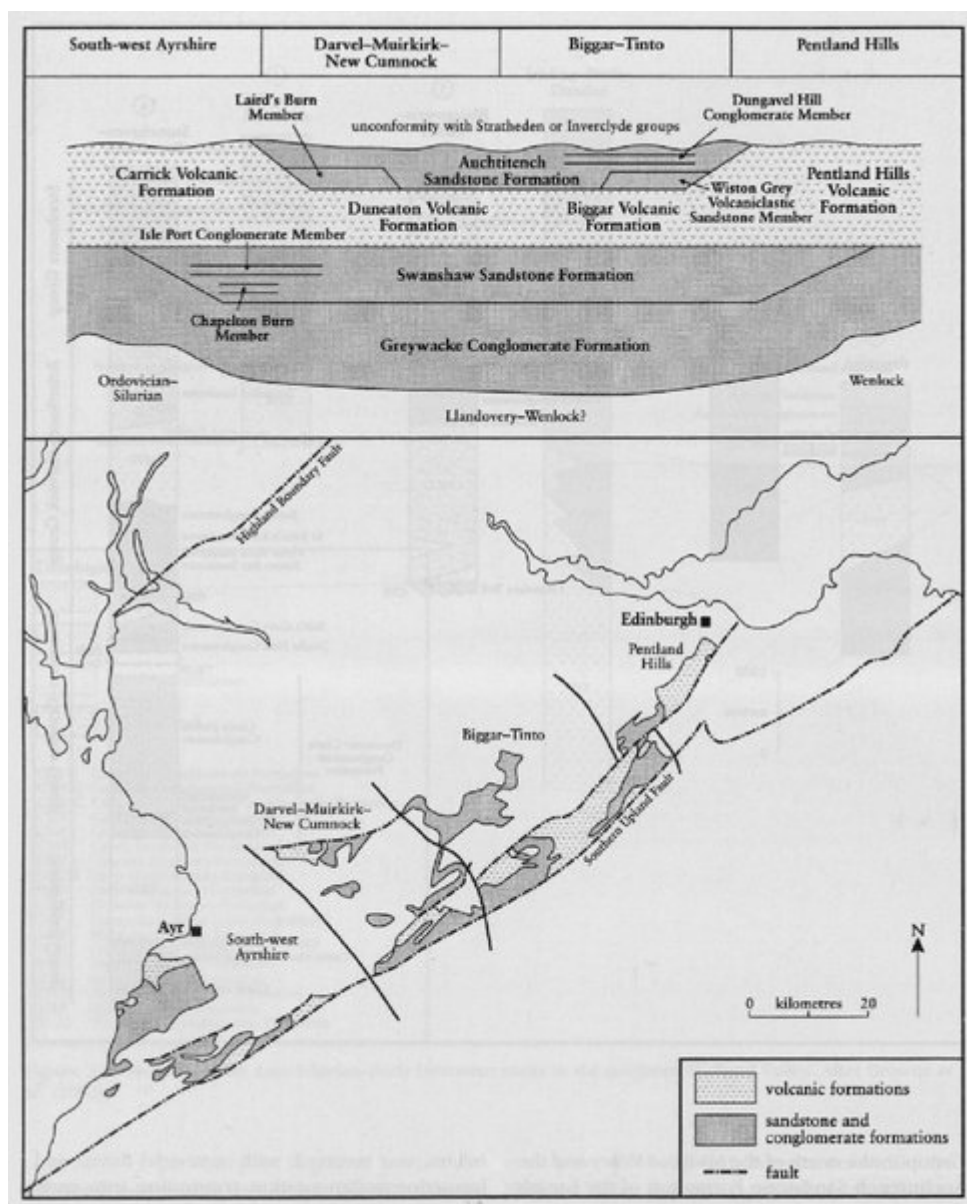 South-west Ayrshire
Darvel–Muirkirk–
New Cumnock
Biggar–Tinto
Pentland Hills
Laird's Burn
Member
unconformity with Stratheden or Inverclyde groups
Dungavel Hill
Conglomerate Member
Carrick Volcanic
Formation
Auchtitench
Sandstone Formation
Pentland Hills
Volcanic
Formation
Duneaton Volcanic
Formation
Biggar Volcanic
Formation
Wiston Grey
Volcaniclastic
Sandstone Member
Isle Port Conglomerate Member
Swanshaw Sandstone Formation
Chapelton Burn
Member
Greywacke Conglomerate Formation
Ordovician–
Silurian
Wenlock
Llandovery–Wenlock?
Highland Boundary Fault
Edinburgh
Pentland
Hills
Biggar–Tinto
Darvel–Muirkirk–
New Cumnock
Southern Upland Fault
Ayr
South-west
Ayrshire
N
0 kilometres 20
volcanic formations
sandstone and
conglomerate formations
fault